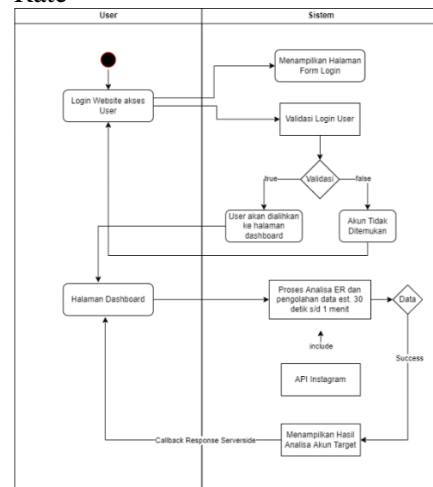 User
Sistem
Menampilkan Halaman
Form Login
Login Website akses
User
Validasi Login User
true
Validasi
false
User akan dialihkan
ke halaman
dashboard
Akun Tidak
Ditemukan
Halaman Dashboard
Proses Analisa ER dan
pengolahan data est. 30
detik s/d 1 menit
Data
include
Success
API Instagram
Callback Response Serverside
Menampilkan Hasil
Analisa Akun Target